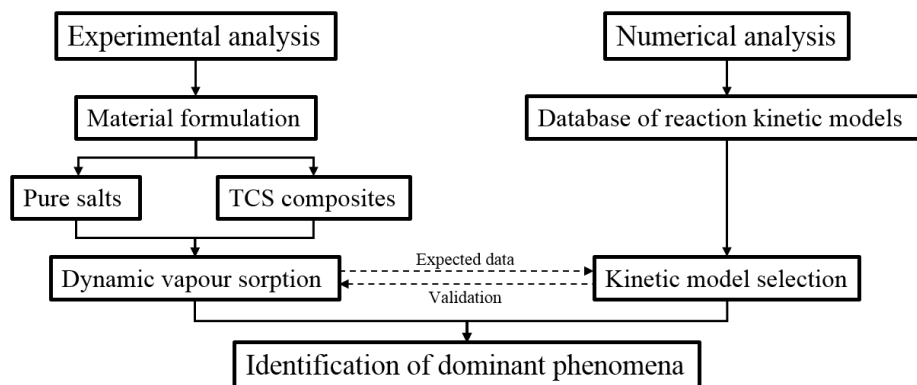 Experimental analysis
Numerical analysis
Material formulation
Database of reaction kinetic models
Pure salts
TCS composites
Dynamic vapour sorption
Expected data
Validation
Kinetic model selection
Identification of dominant phenomena